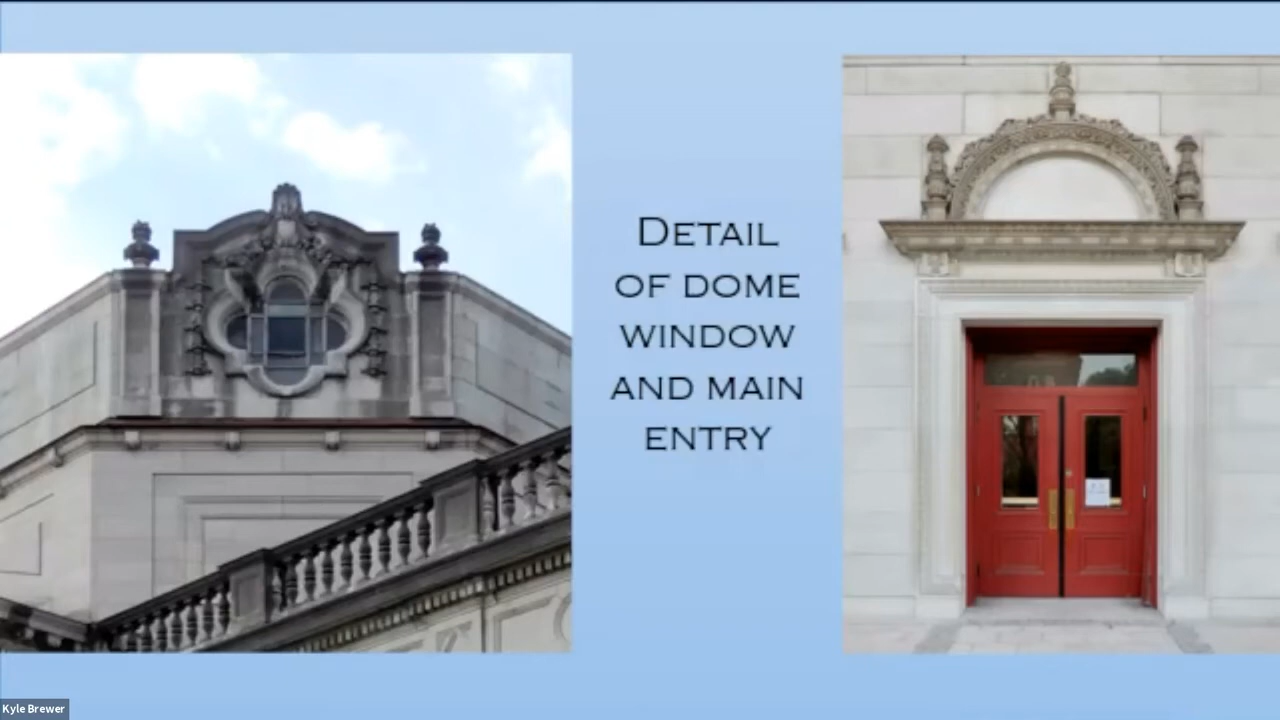 DETAIL
OF DOME
WINDOW
AND MAIN
ENTRY
Kyle Brewer